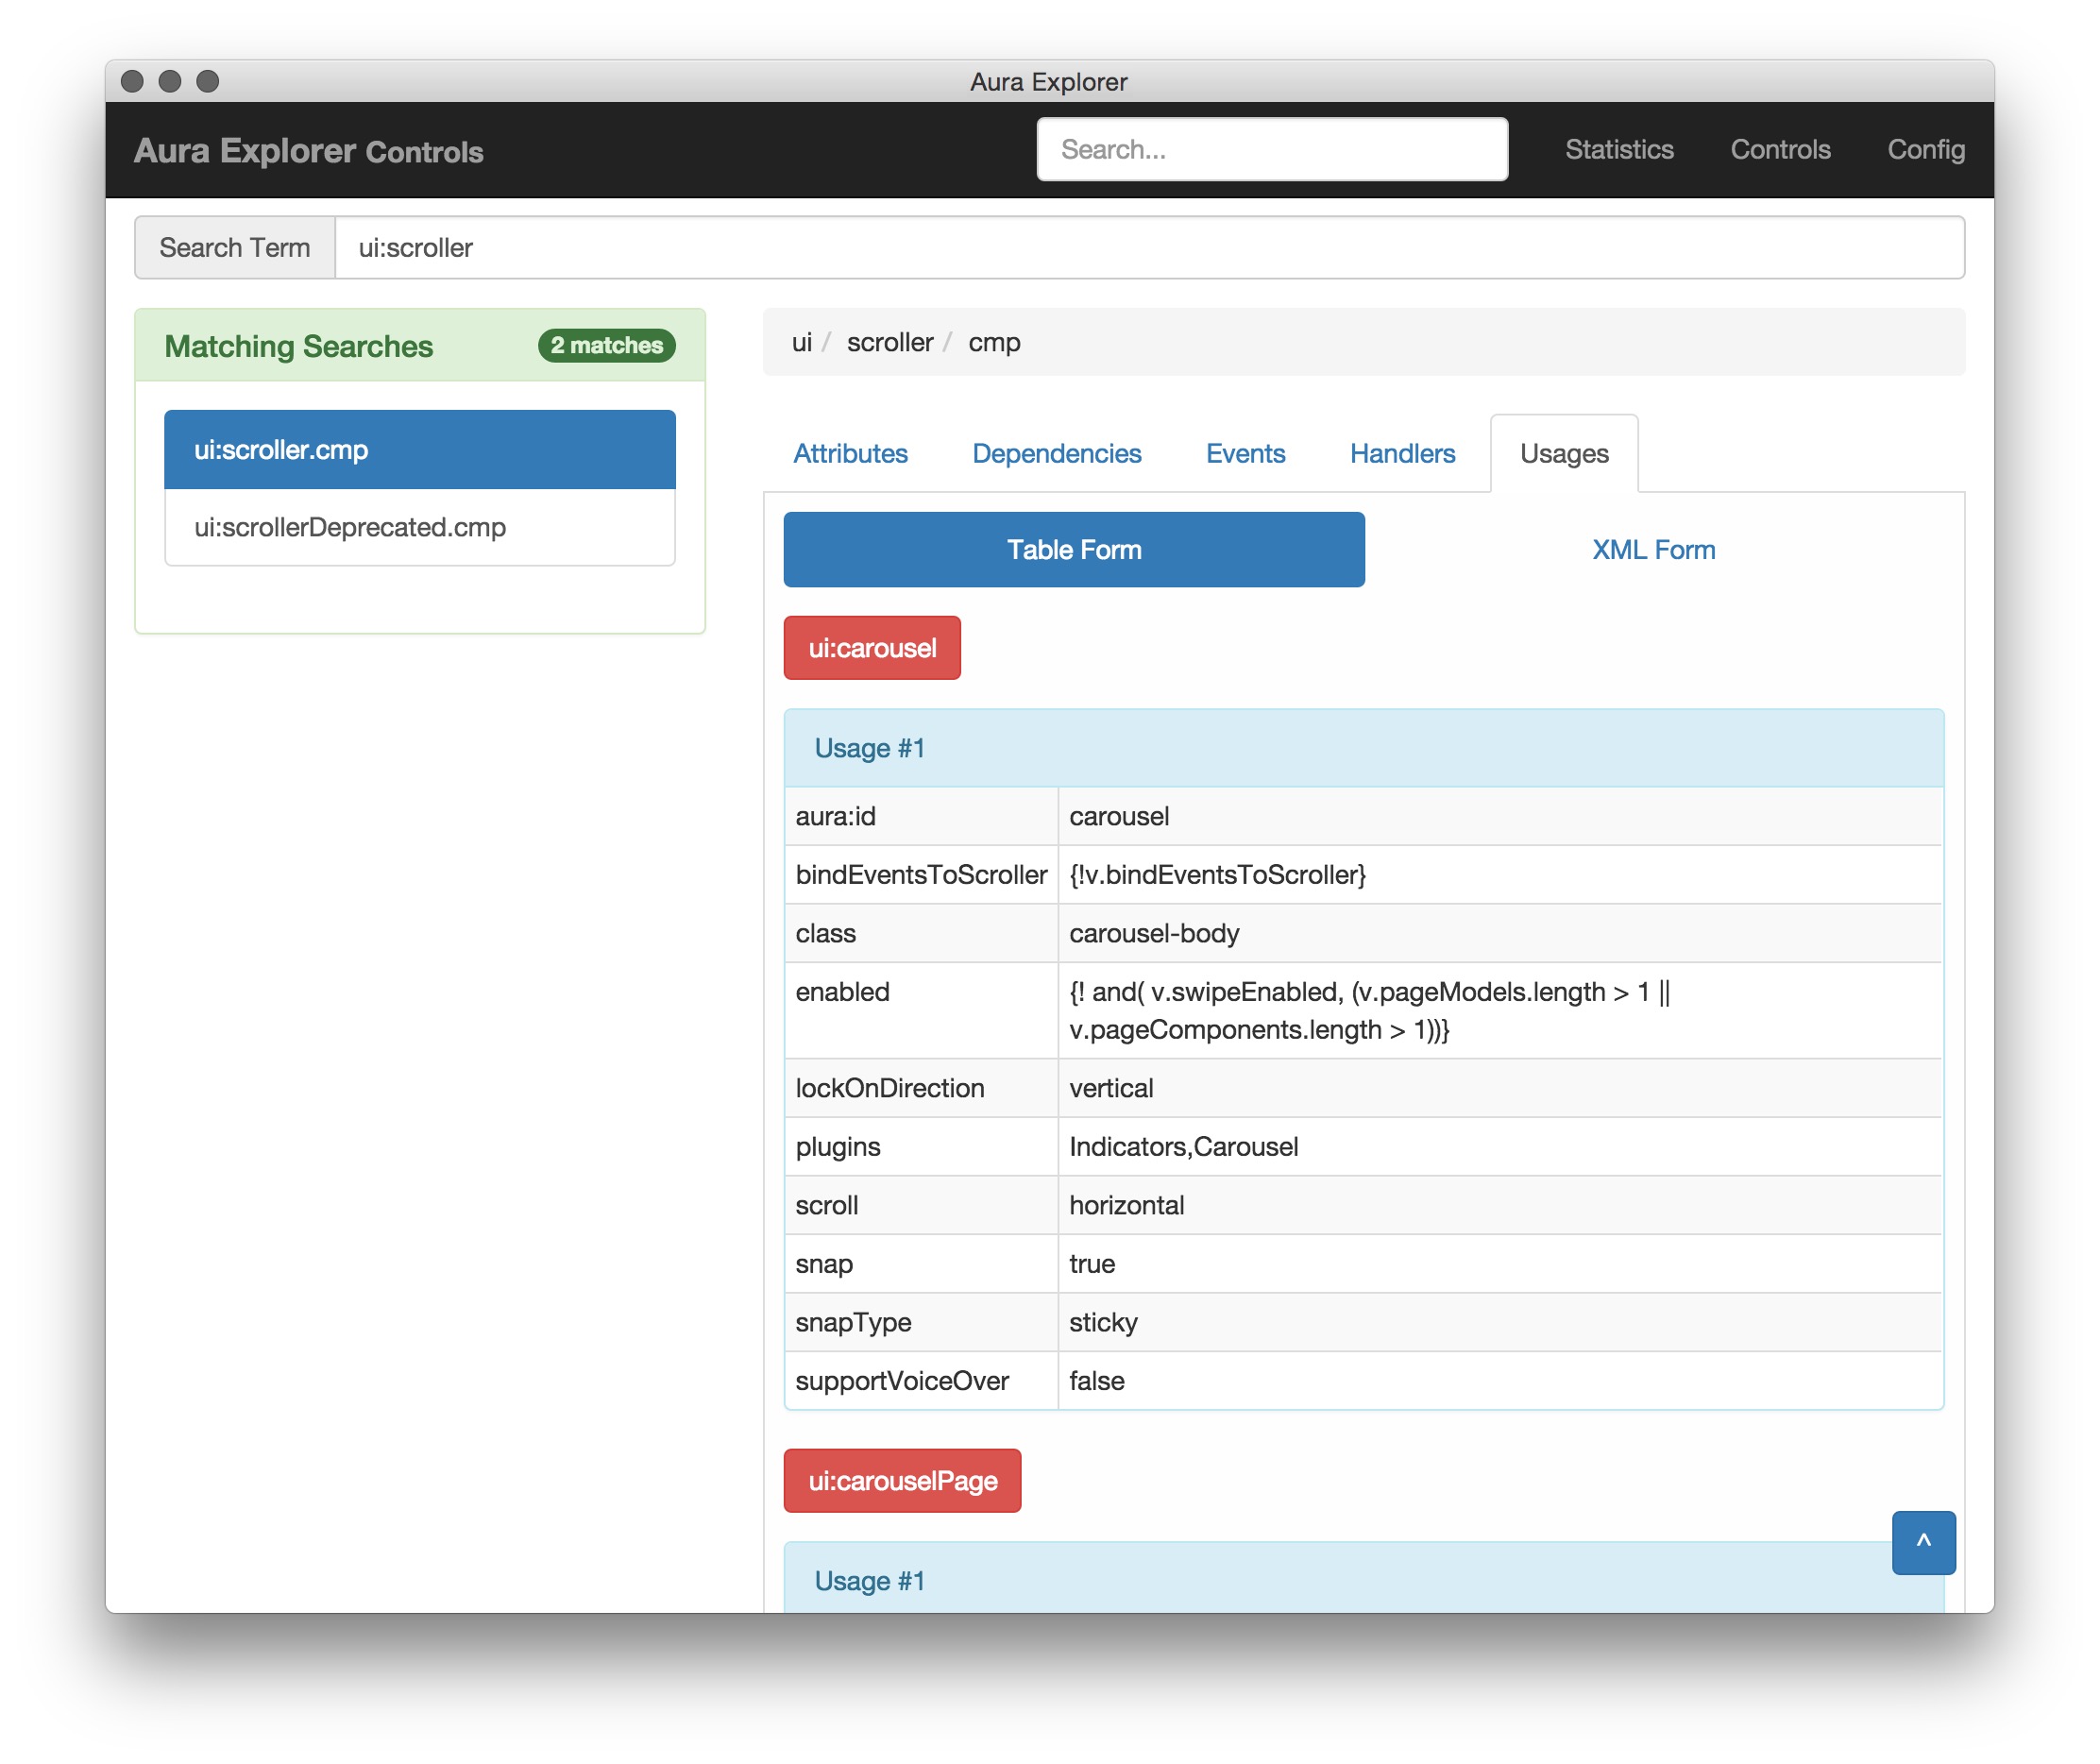 Aura Explorer
Aura Explorer Controls
Search...
Statistics
Controls
Config
Search Term
ui:scroller
Matching Searches
2 matches
ui:scroller.cmp
ui:scrollerDeprecated.cmp
ui / scroller / cmp
Attributes
Dependencies
Events
Handlers
Usages
Table Form
XML Form
ui:carousel
Usage #1
aura:id
carousel
bindEventsToScroller
{!v.bindEventsToScroller}
class
carousel-body
enabled
{! and( v.swipeEnabled, (v.pageModels.length > 1 ||
v.pageComponents.length > 1))}
lockOnDirection
vertical
plugins
Indicators,Carousel
scroll
horizontal
snap
true
snapType
sticky
supportVoiceOver
false
ui:carouselPage
^
Usage #1